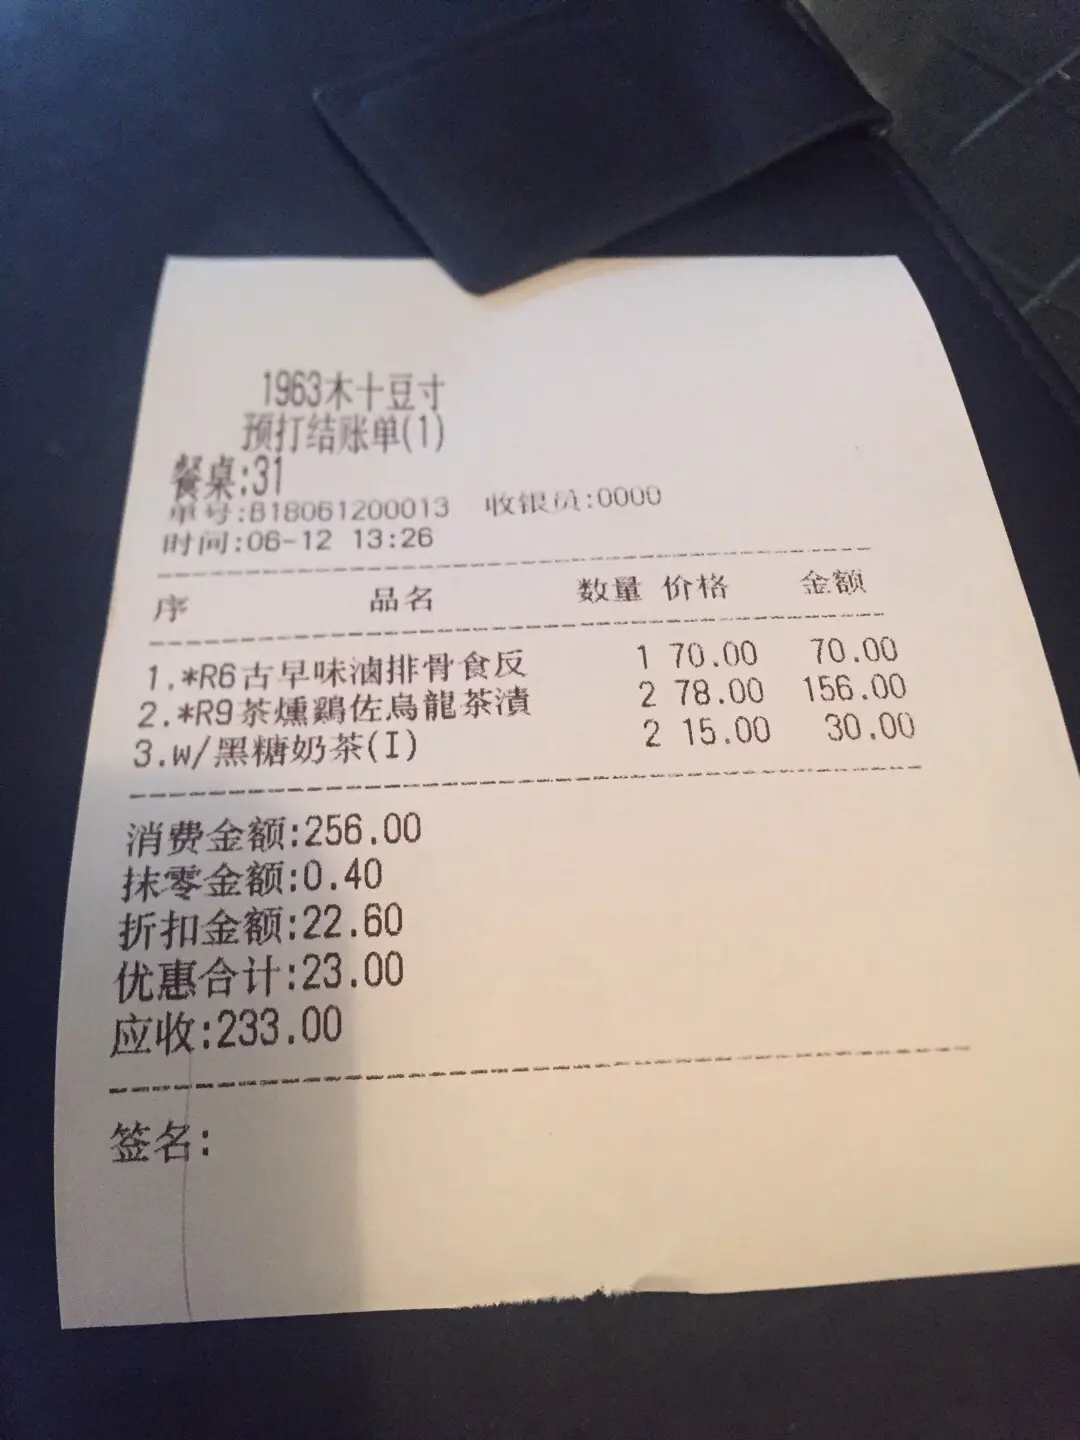 1963木十豆寸
预打结账单(1)
餐桌:31
单号:B18061200013 收银员:0000
时间:06-12 13:26
序 品名 数量 价格 金额
1.*R6古早味滷排骨食反 1 70.00 70.00
2.*R9茶燻鷄佐烏龍茶漬 2 78.00 156.00
3.w/黑糖奶茶(I) 2 15.00 30.00
消费金额:256.00
抹零金额:0.40
折扣金额:22.60
优惠合计:23.00
应收:233.00
签名: